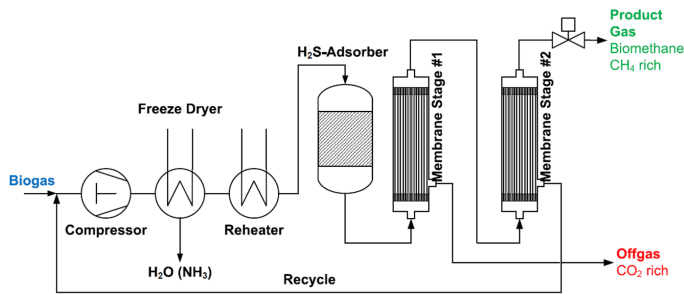 Product
Gas
Biomethane
CH₄ rich
H₂S-Adsorber
Membrane Stage #1
Membrane Stage #2
Freeze Dryer
Biogas
Compressor
Reheater
H₂O (NH₃)
Recycle
Offgas
CO₂ rich